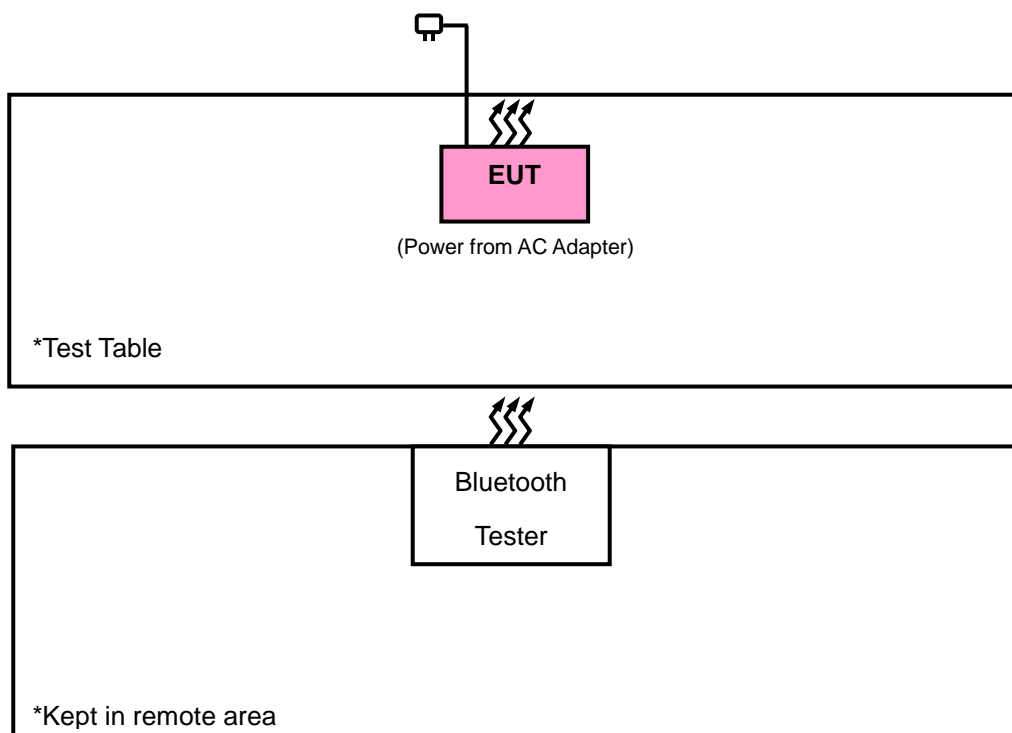 EUT
(Power from AC Adapter)
*Test Table
Bluetooth
Tester
*Kept in remote area